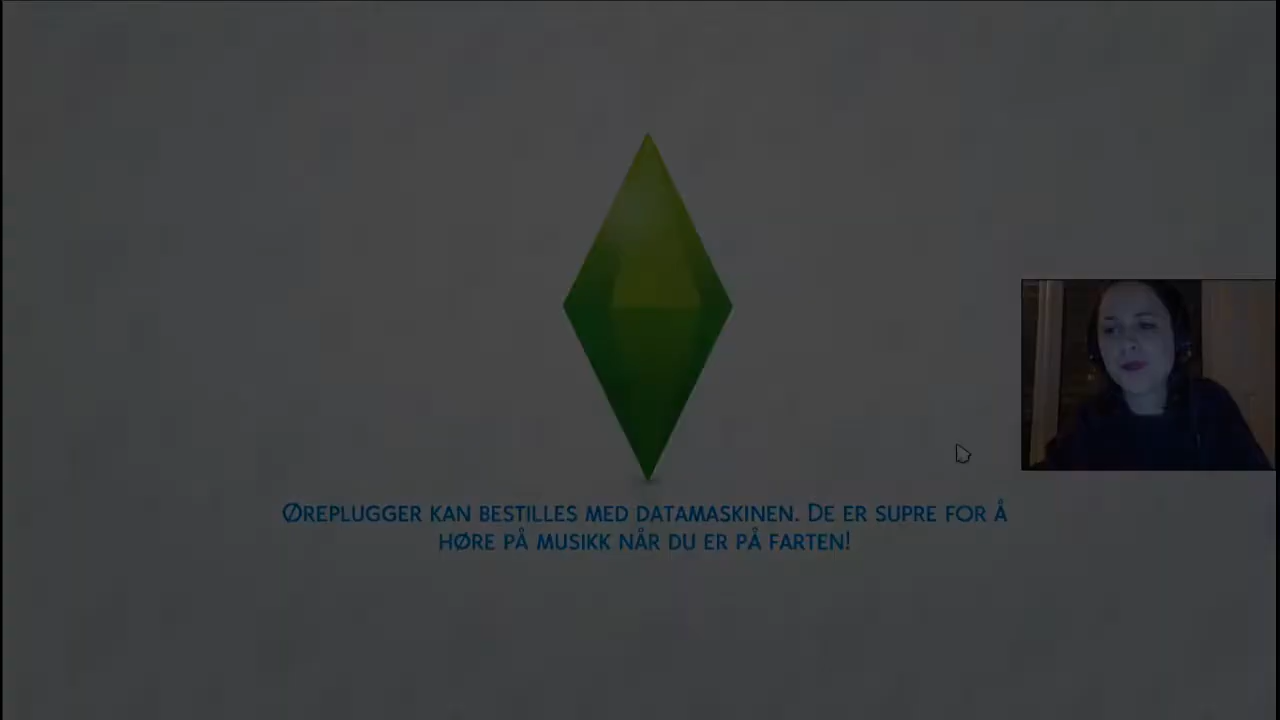 ØREPLUGGER KAN BESTILLES MED DATAMASKINEN. DE ER SUPRE FOR Å
HØRE PÅ MUSIKK NÅR DU ER PÅ FARTEN!